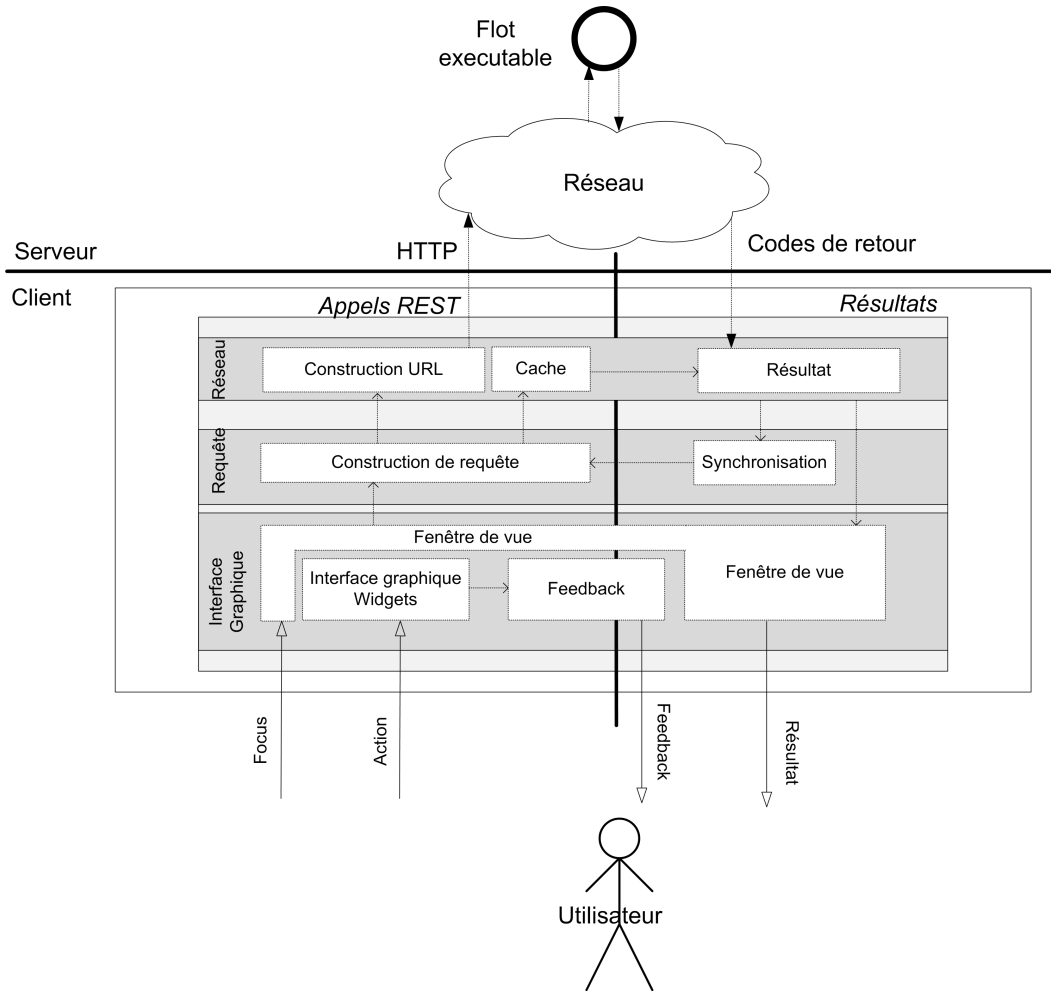 Flot
executable
Réseau
Serveur
HTTP
Codes de retour
Client
Appels REST
Résultats
Réseau
Construction URL
Cache
Résultat
Requête
Construction de requête
Synchronisation
Interface
Graphique
Fenêtre de vue
Interface graphique
Widgets
Feedback
Fenêtre de vue
Focus
Action
Feedback
Résultat
Utilisateur